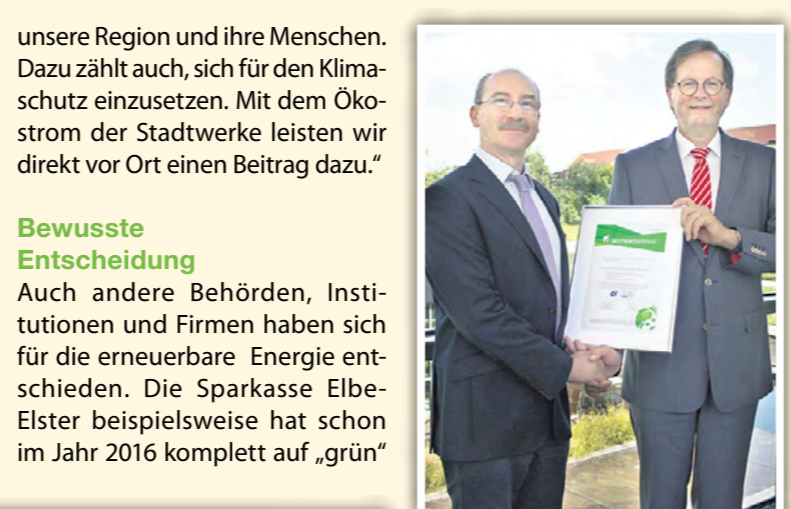 unsere Region und ihre Menschen.
Dazu zählt auch, sich für den Klima-
schutz einzusetzen. Mit dem Öko-
strom der Stadtwerke leisten wir
direkt vor Ort einen Beitrag dazu.“
Bewusste
Entscheidung
Auch andere Behörden, Insti-
tutionen und Firmen haben sich
für die erneuerbare Energie ent-
schieden. Die Sparkasse Elbe-
Elster beispielsweise hat schon
im Jahr 2016 komplett auf „grün“